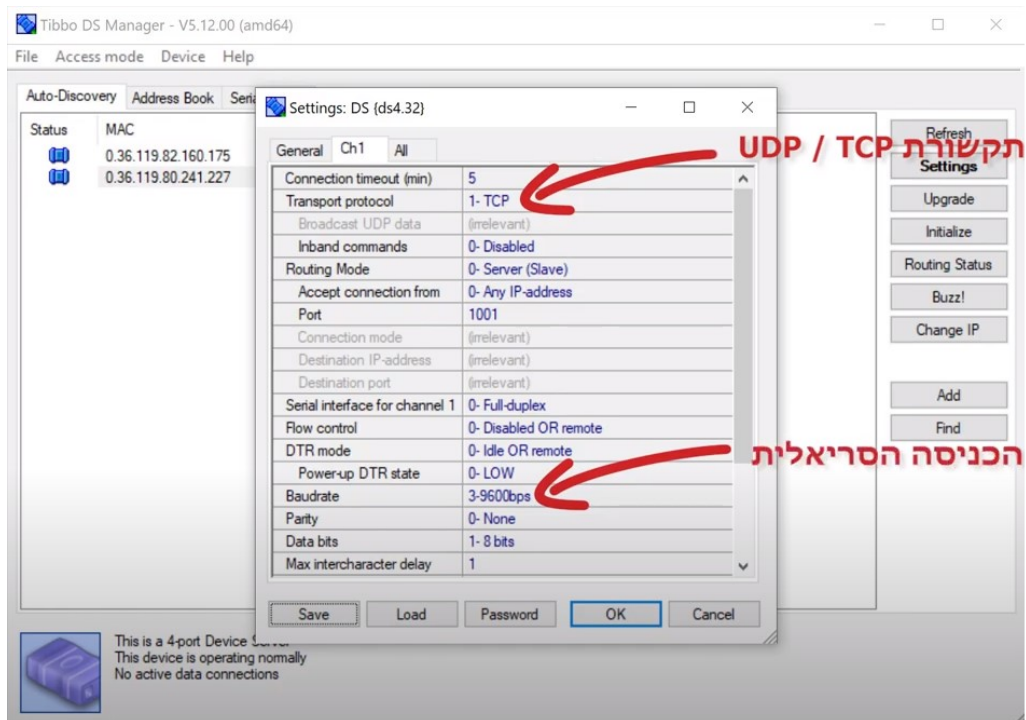 Tibbo DS Manager - V5.12.00 (amd64)
File Access mode Device Help
Auto-Discovery Address Book
Status MAC
0.36.119.82.160.175
0.36.119.80.241.227
Settings: DS {ds4.32}
General Ch1 All
Connection timeout (min) 5
Transport protocol 1- TCP
Broadcast UDP data (irrelevant)
Inband commands 0- Disabled
Routing Mode 0- Server (Slave)
Accept connection from 0- Any IP-address
Port 1001
Connection mode (irrelevant)
Destination IP-address (irrelevant)
Destination port (irrelevant)
Serial interface for channel 1 0- Full-duplex
Flow control 0- Disabled OR remote
DTR mode 0- Idle OR remote
Power-up DTR state 0- LOW
Baudrate 3-9600bps
Parity 0- None
Data bits 1- 8 bits
Max intercharacter delay 1
Save Load Password OK Cancel
תקשורת UDP / TCP
הכניסה הסריאלית
Refresh
Settings
Upgrade
Initialize
Routing Status
Buzz!
Change IP
Add
Find
This is a 4-port Device Server
This device is operating normally
No active data connections